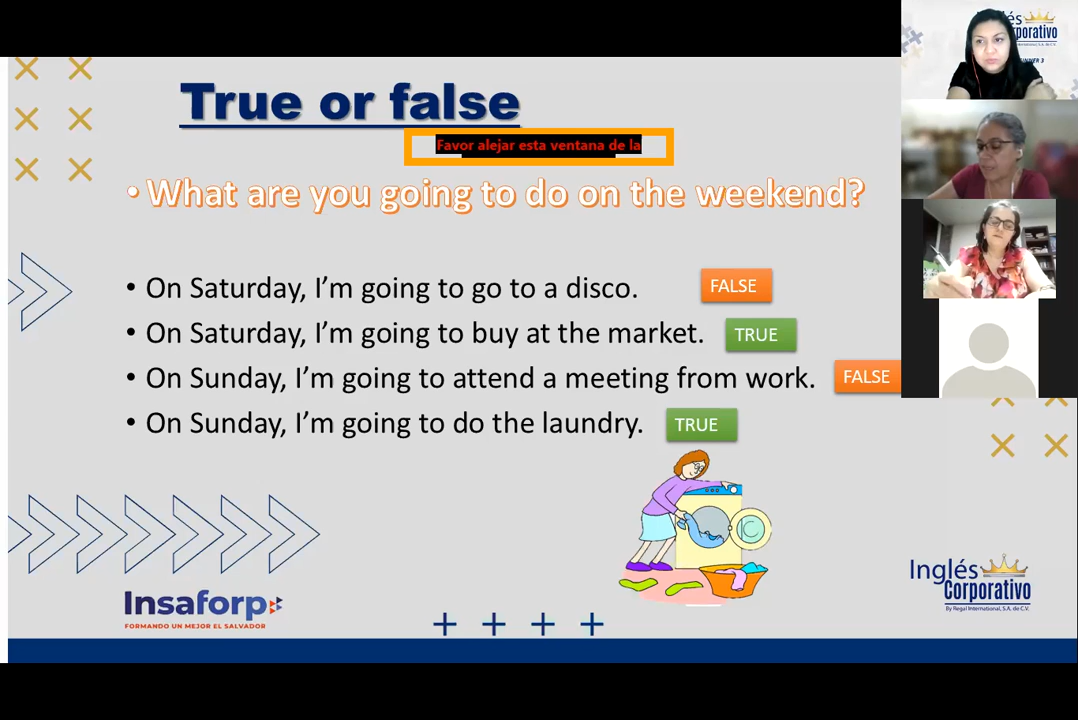 True or false
Favor alejar esta ventana de la
• What are you going to do on the weekend?
• On Saturday, I'm going to go to a disco. FALSE
• On Saturday, I'm going to buy at the market. TRUE
• On Sunday, I'm going to attend a meeting from work. FALSE
• On Sunday, I'm going to do the laundry. TRUE
Insaforp
FORMANDO UN MEJOR EL SALVADOR
Inglés
Corporativo
By Regal International, S.A. de C.V.